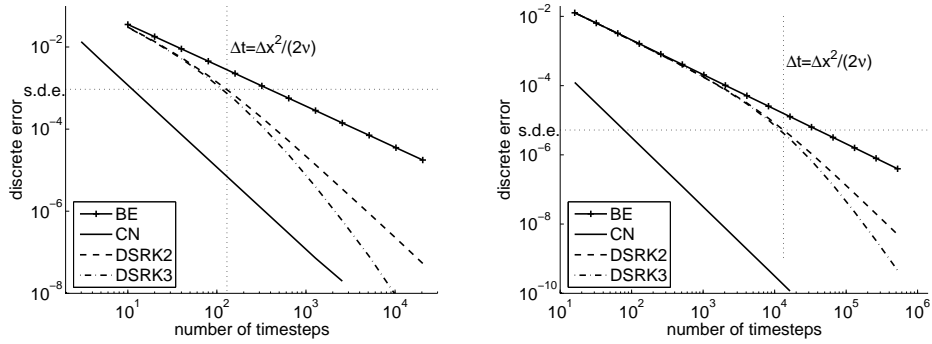 10^-2
s.d.e.
10^-4
10^-6
10^-8
discrete error
Δt=Δx^2/(2ν)
BE
CN
DSRK2
DSRK3
10^1
10^2
10^3
10^4
number of timesteps
10^-2
10^-4
s.d.e.
10^-6
10^-8
10^-10
discrete error
Δt=Δx^2/(2ν)
BE
CN
DSRK2
DSRK3
10^1
10^2
10^3
10^4
10^5
10^6
number of timesteps